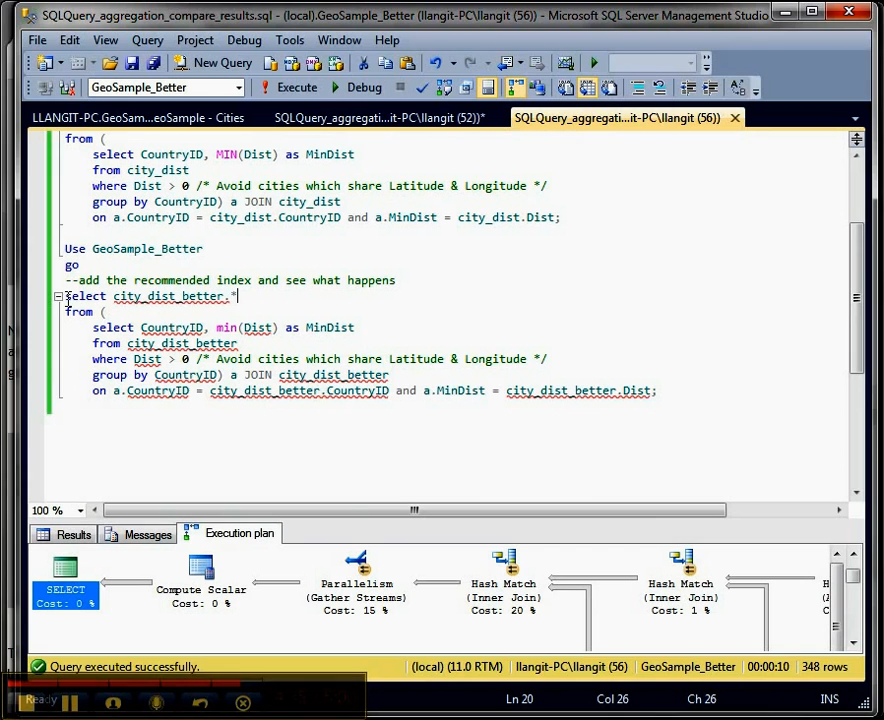 SQLQuery_aggregation_compare_results.sql - (local).GeoSample_Better (llangit-PC\llangit (56)) - Microsoft SQL Server Management Studio
File Edit View Query Project Debug Tools Window Help
New Query
GeoSample_Better Execute Debug
LLANGIT-PC.GeoSam...eoSample - Cities SQLQuery_aggregati...it-PC\llangit (52))* SQLQuery_aggregati...it-PC\llangit (56))
from (
select CountryID, MIN(Dist) as MinDist
from city_dist
where Dist > 0 /* Avoid cities which share Latitude & Longitude */
group by CountryID) a JOIN city_dist
on a.CountryID = city_dist.CountryID and a.MinDist = city_dist.Dist;
Use GeoSample_Better
go
--add the recommended index and see what happens
select city_dist_better.*
from (
select CountryID, min(Dist) as MinDist
from city_dist_better
where Dist > 0 /* Avoid cities which share Latitude & Longitude */
group by CountryID) a JOIN city_dist_better
on a.CountryID = city_dist_better.CountryID and a.MinDist = city_dist_better.Dist;
100 %
Results Messages Execution plan
SELECT
Cost: 0 %
Compute Scalar
Cost: 0 %
Parallelism
(Gather Streams)
Cost: 15 %
Hash Match
(Inner Join)
Cost: 20 %
Hash Match
(Inner Join)
Cost: 1 %
Query executed successfully. (local) (11.0 RTM) llangit-PC\llangit (56) GeoSample_Better 00:00:10 348 rows
Ready Ln 20 Col 26 Ch 26 INS